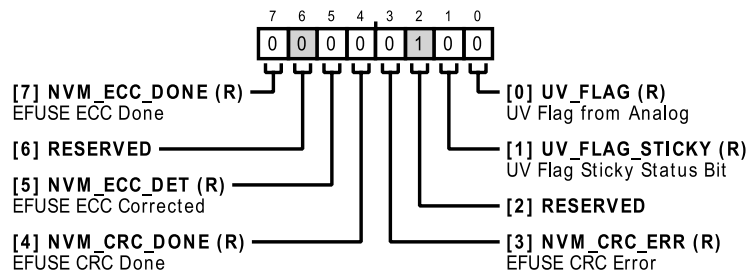 7 6 5 4 3 2 1 0
0 0 0 0 0 1 0 0
[7] NVM_ECC_DONE (R)
EFUSE ECC Done
[6] RESERVED
[5] NVM_ECC_DET (R)
EFUSE ECC Corrected
[4] NVM_CRC_DONE (R)
EFUSE CRC Done
[0] UV_FLAG (R)
UV Flag from Analog
[1] UV_FLAG_STICKY (R)
UV Flag Sticky Status Bit
[2] RESERVED
[3] NVM_CRC_ERR (R)
EFUSE CRC Error